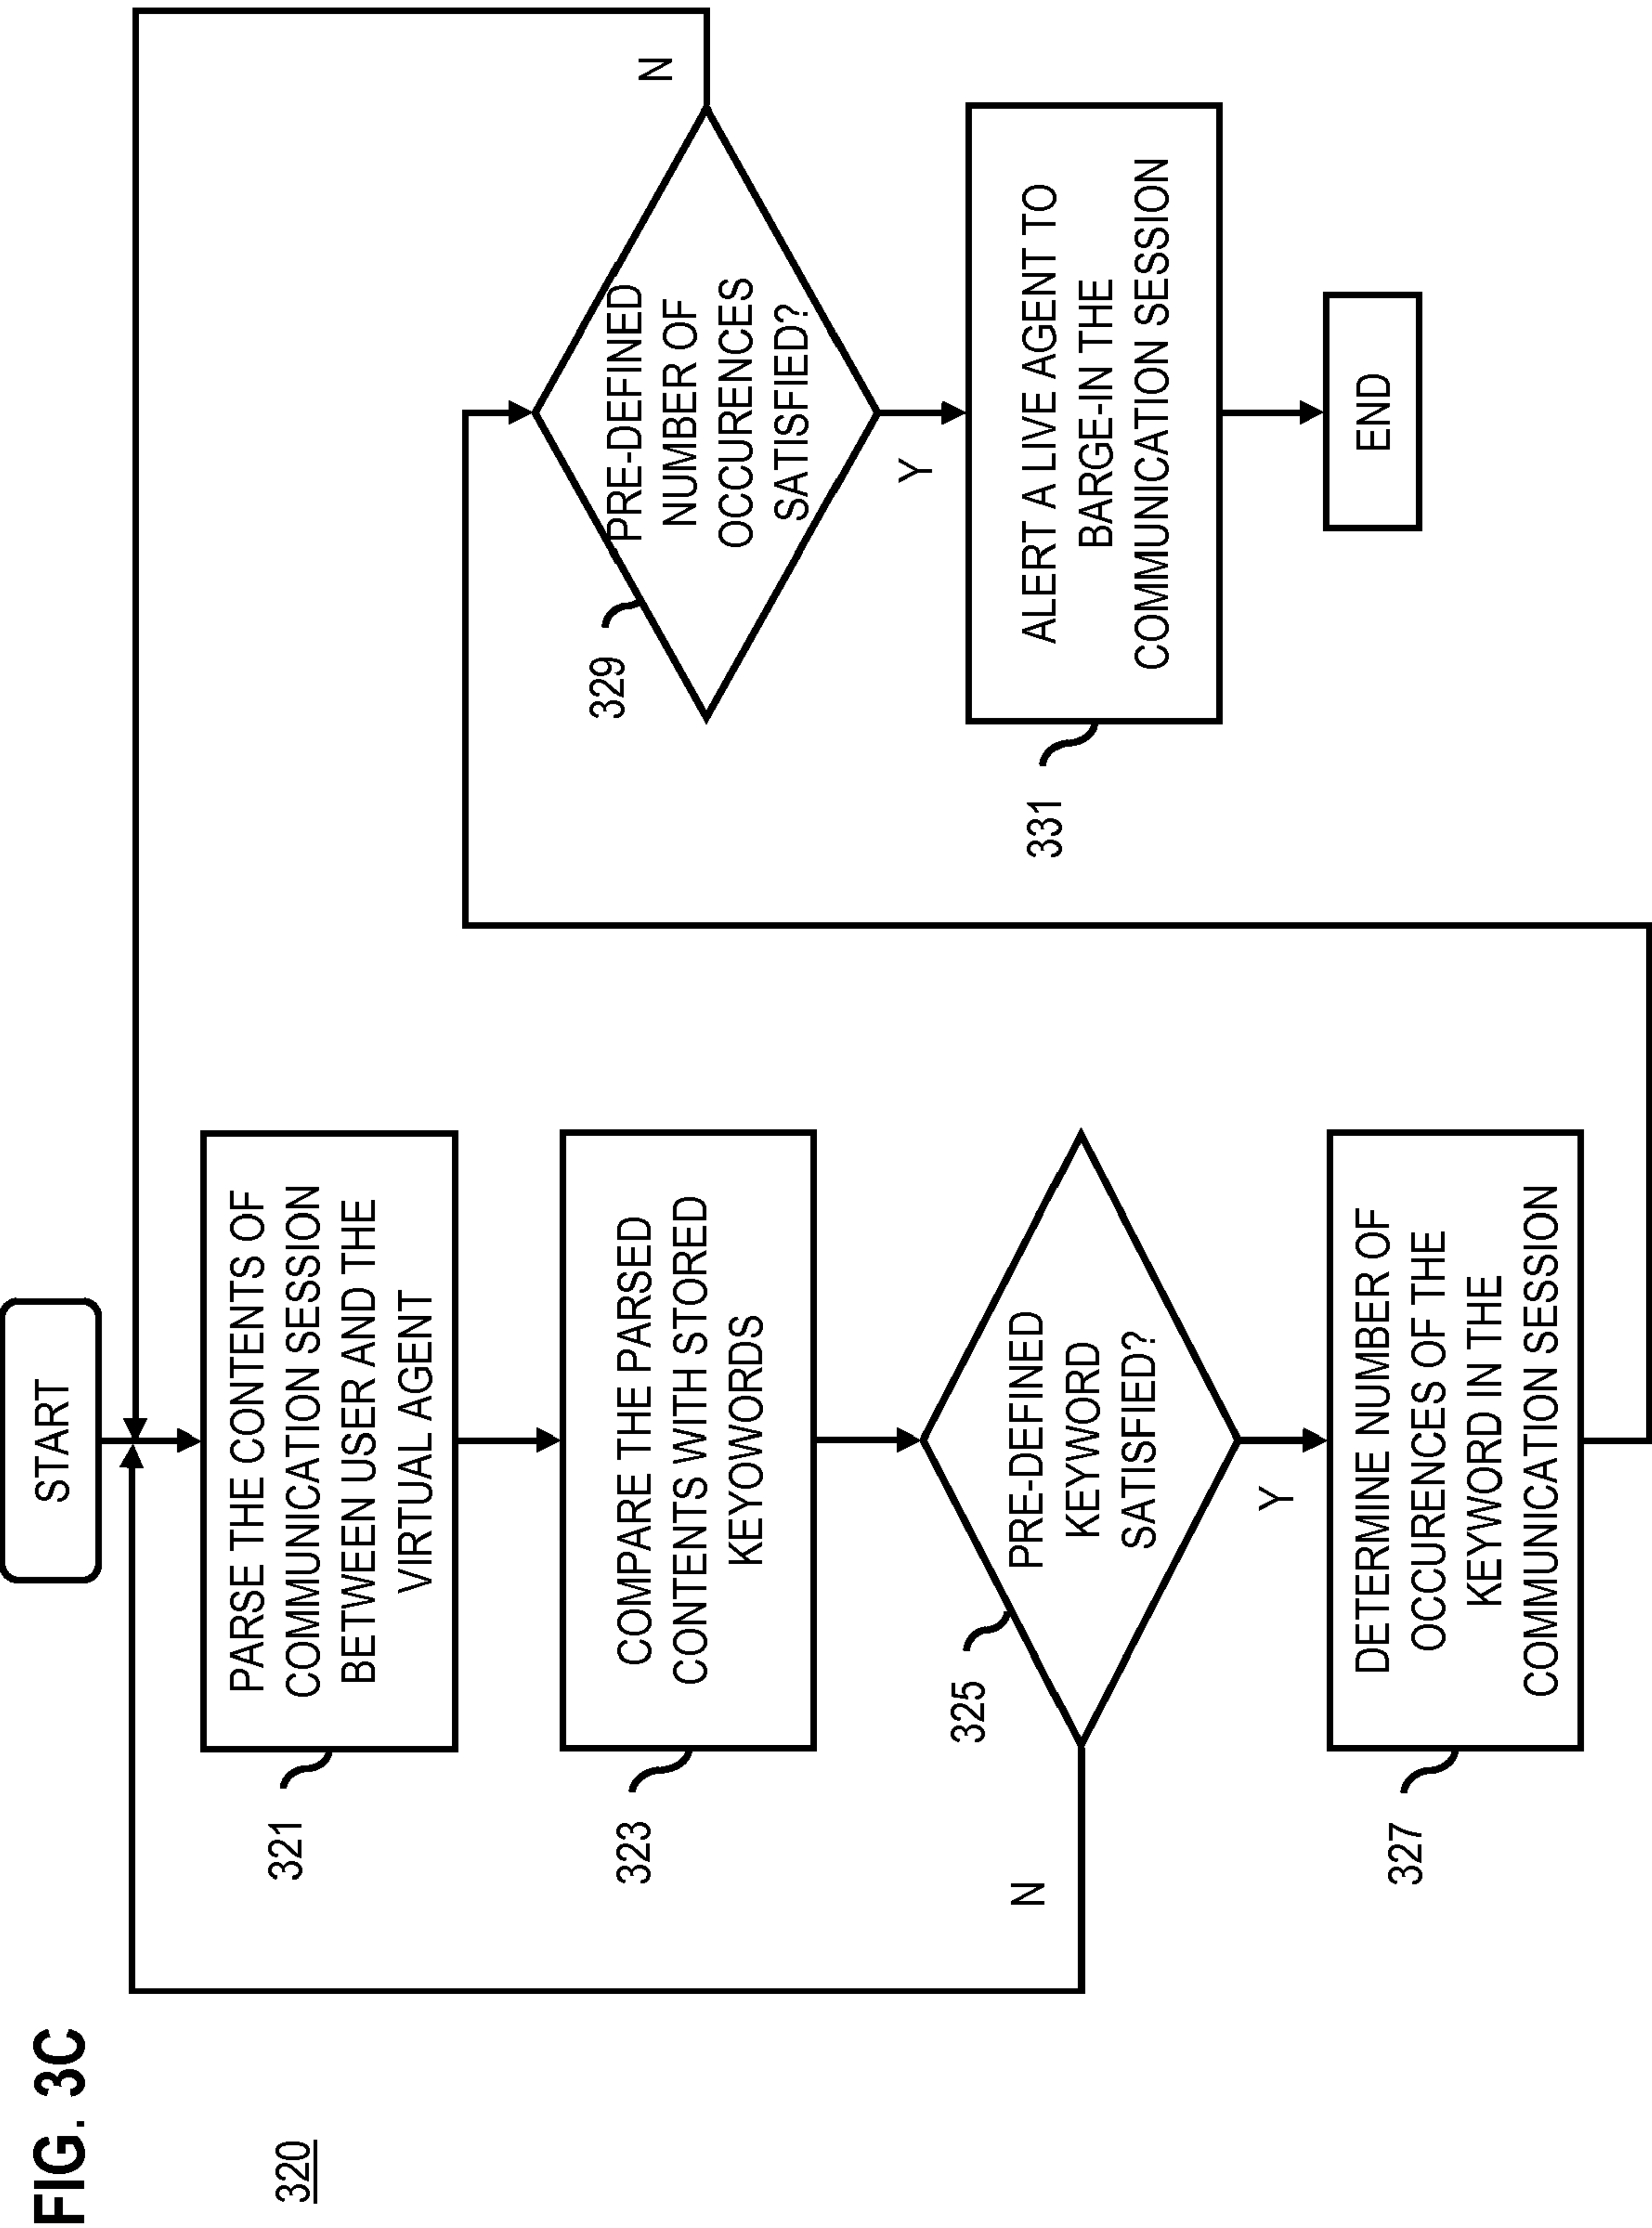 FIG. 3C
320
START
321
PARSE THE CONTENTS OF
COMMUNICATION SESSION
BETWEEN USER AND THE
VIRTUAL AGENT
323
COMPARE THE PARSED
CONTENTS WITH STORED
KEYOWORDS
325
PRE-DEFINED
KEYWORD
SATISFIED?
N
Y
327
DETERMINE NUMBER OF
OCCURENCES OF THE
KEYWORD IN THE
COMMUNICATION SESSION
329
PRE-DEFINED
NUMBER OF
OCCURENCES
SATISFIED?
N
Y
331
ALERT A LIVE AGENT TO
BARGE-IN THE
COMMUNICATION SESSION
END